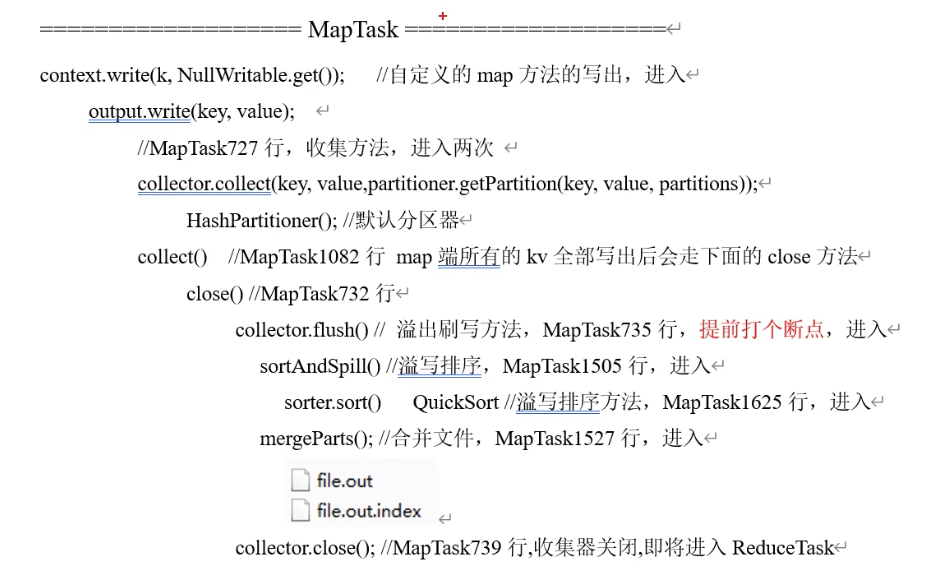 =================== MapTask ===================
context.write(k, NullWritable.get()); //自定义的 map 方法的写出，进入
output.write(key, value);
//MapTask727 行，收集方法，进入两次
collector.collect(key, value,partitioner.getPartition(key, value, partitions));
HashPartitioner(); //默认分区器
collect() //MapTask1082 行 map 端所有的 kv 全部写出后会走下面的 close 方法
close() //MapTask732 行
collector.flush() // 溢出刷写方法，MapTask735 行，提前打个断点，进入
sortAndSpill() //溢写排序，MapTask1505 行，进入
sorter.sort() QuickSort //溢写排序方法，MapTask1625 行，进入
mergeParts(); //合并文件，MapTask1527 行，进入
file.out
file.out.index
collector.close(); //MapTask739 行,收集器关闭,即将进入 ReduceTask